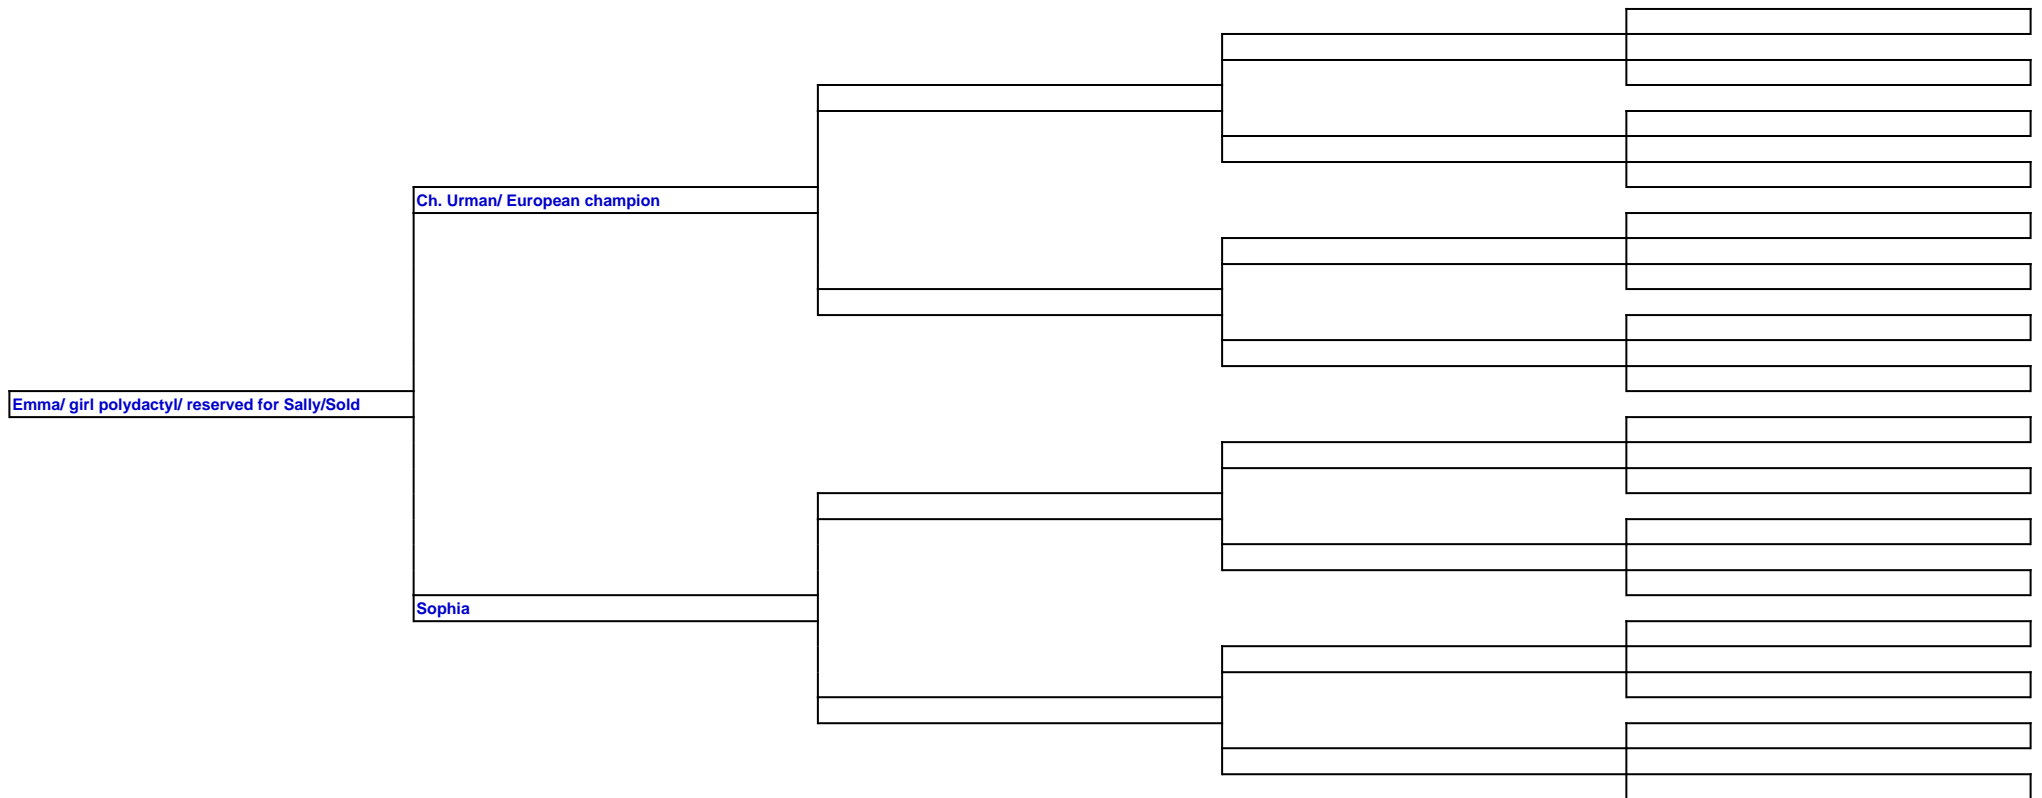 Ch. Urman/ European champion
Emma/ girl polydactyl/ reserved for Sally/Sold
Sophia